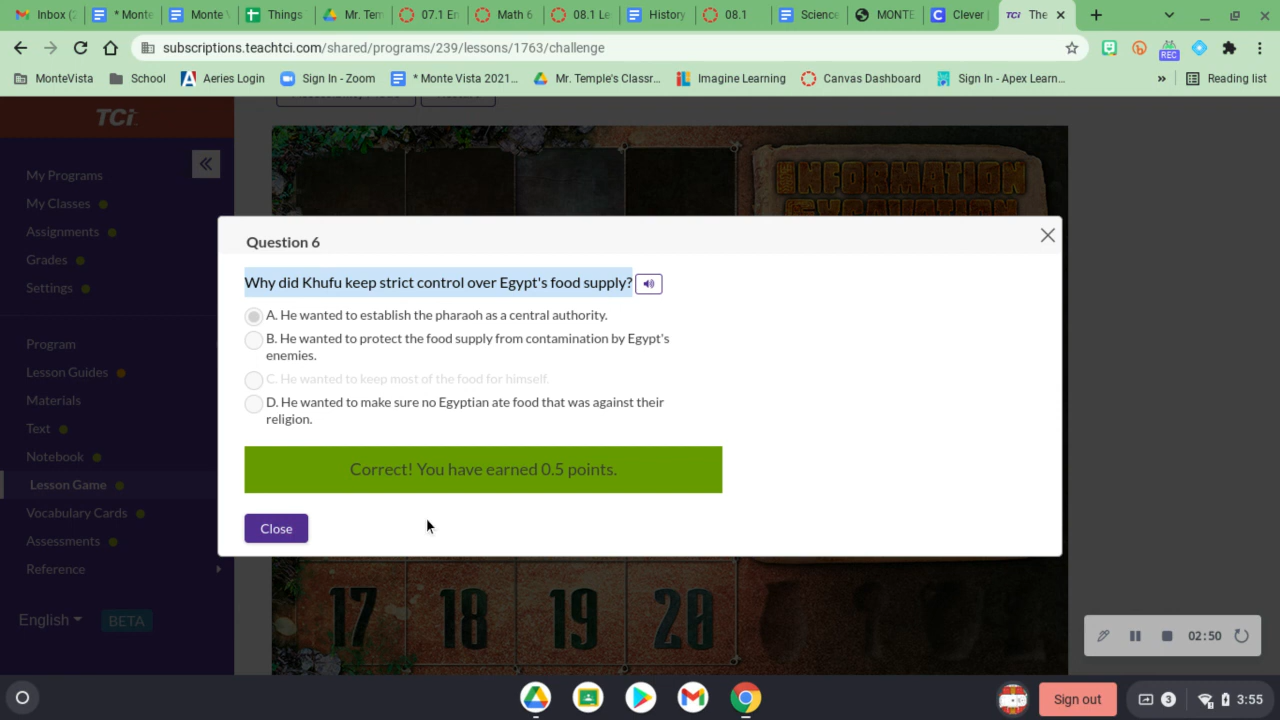 Inbox (2
* Monte
Monte V
Things
Mr. Tem
07.1 En
Math 6
08.1 Le
History
08.1
Science
MONTE
Clever
TCi The
subscriptions.teachtci.com/shared/programs/239/lessons/1763/challenge
REC
MonteVista
School
Aeries Login
Sign In - Zoom
* Monte Vista 2021...
Mr. Temple's Classr...
Imagine Learning
Canvas Dashboard
Sign In - Apex Learn...
»
Reading list
TCi
INFORMATION
EXCAVATION
My Programs
My Classes
Assignments
Grades
Settings
Program
Lesson Guides
Materials
Text
Notebook
Lesson Game
Vocabulary Cards
Assessments
Reference
English
BETA
Question 6
Why did Khufu keep strict control over Egypt's food supply?
A. He wanted to establish the pharaoh as a central authority.
B. He wanted to protect the food supply from contamination by Egypt's
enemies.
C. He wanted to keep most of the food for himself.
D. He wanted to make sure no Egyptian ate food that was against their
religion.
Correct! You have earned 0.5 points.
Close
17
18
19
20
02:50
Sign out
3
3:55